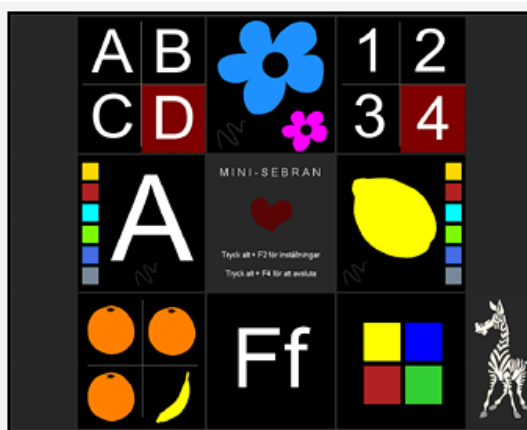 A B
C D
1 2
3 4
A
MINI-SEBRAN
Tryck alt + F2 för inställningar
Tryck alt + F4 för att avsluta
Ff